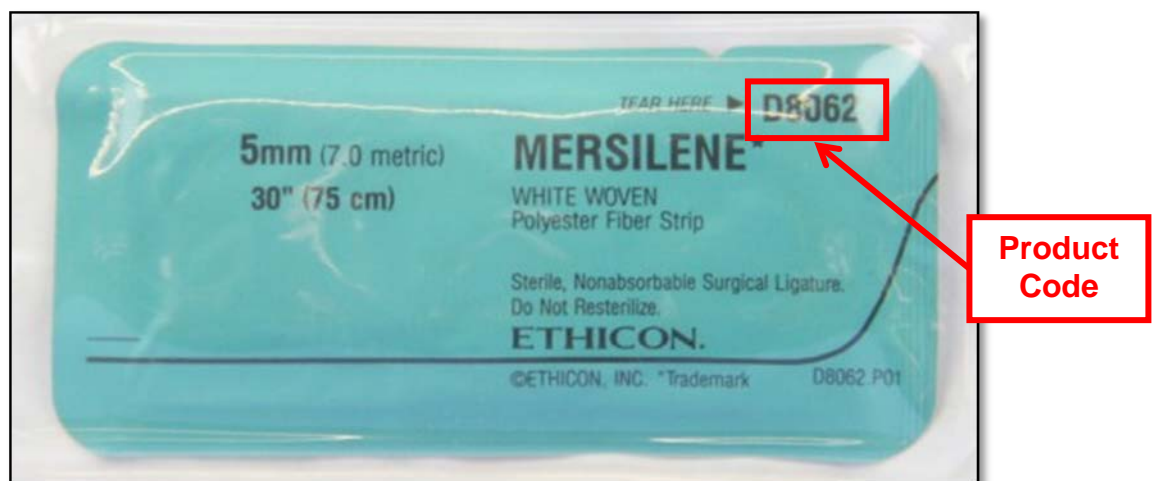 TEAR HERE ▶ D8062
5mm (7.0 metric)
MERSILENE*
30" (75 cm)
WHITE WOVEN
Polyester Fiber Strip
Product
Code
Sterile, Nonabsorbable Surgical Ligature.
Do Not Resterilize.
ETHICON.
©ETHICON, INC. *Trademark
D8062.P01